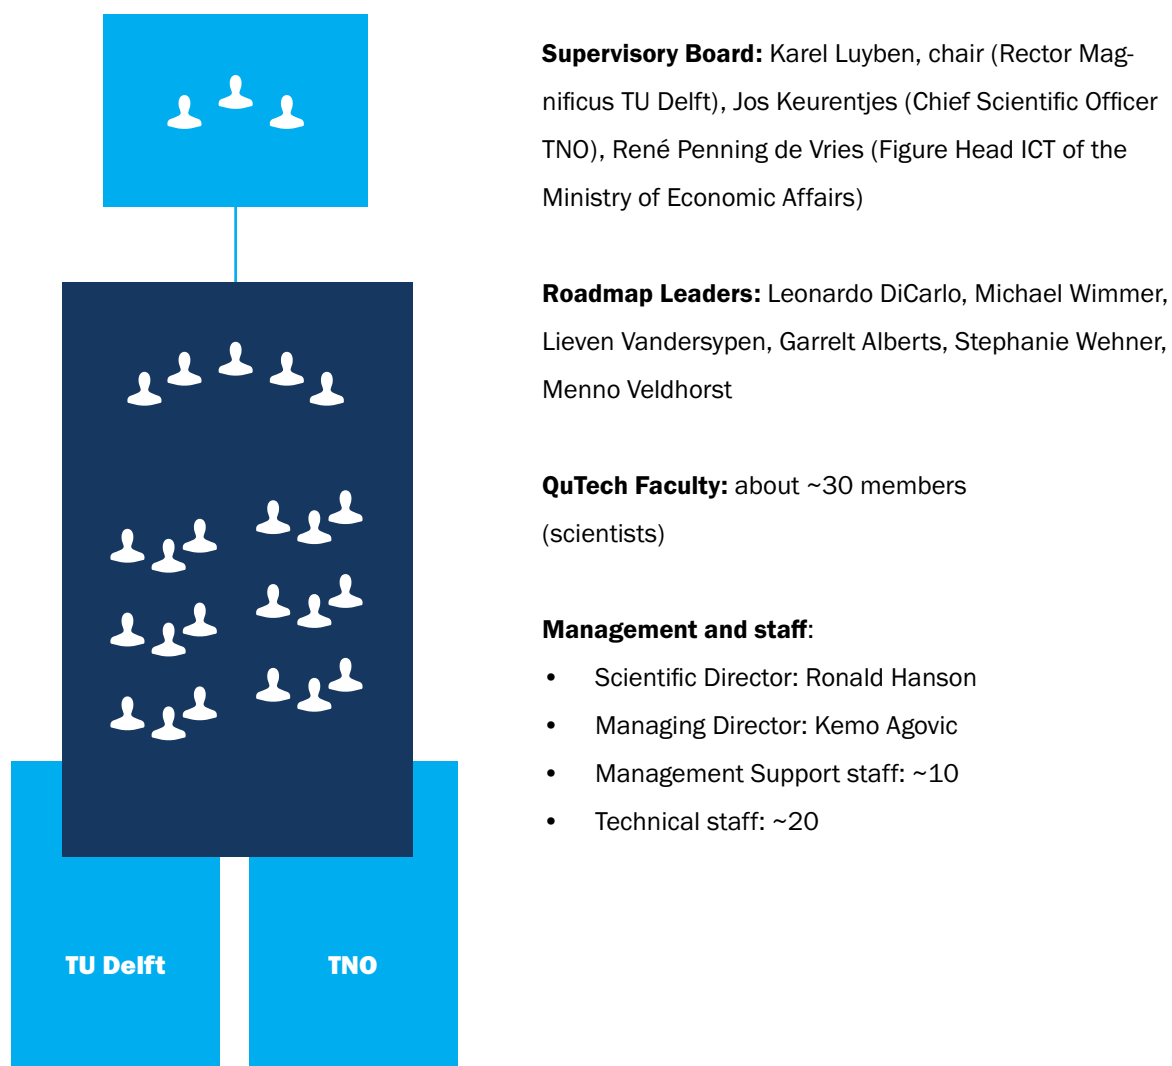 Supervisory Board: Karel Luyben, chair (Rector Mag-
nificus TU Delft), Jos Keurentjes (Chief Scientific Officer
TNO), René Penning de Vries (Figure Head ICT of the
Ministry of Economic Affairs)
Roadmap Leaders: Leonardo DiCarlo, Michael Wimmer,
Lieven Vandersypen, Garrelt Alberts, Stephanie Wehner,
Menno Veldhorst
QuTech Faculty: about ~30 members
(scientists)
Management and staff:
• Scientific Director: Ronald Hanson
• Managing Director: Kemo Agovic
• Management Support staff: ~10
• Technical staff: ~20
TU Delft
TNO